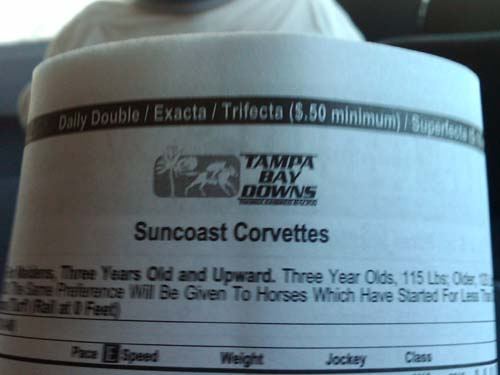 Daily Double / Exacta / Trifecta ($.50 minimum) / Superfecta
TAMPA
BAY
DOWNS
Suncoast Corvettes
Maidens, Three Years Old and Upward. Three Year Olds, 115 Lbs; Older,
The Same Preference Will Be Given To Horses Which Have Started For Less
Turf (Rail at 0 Feet)
Pace E Speed Weight Jockey Class